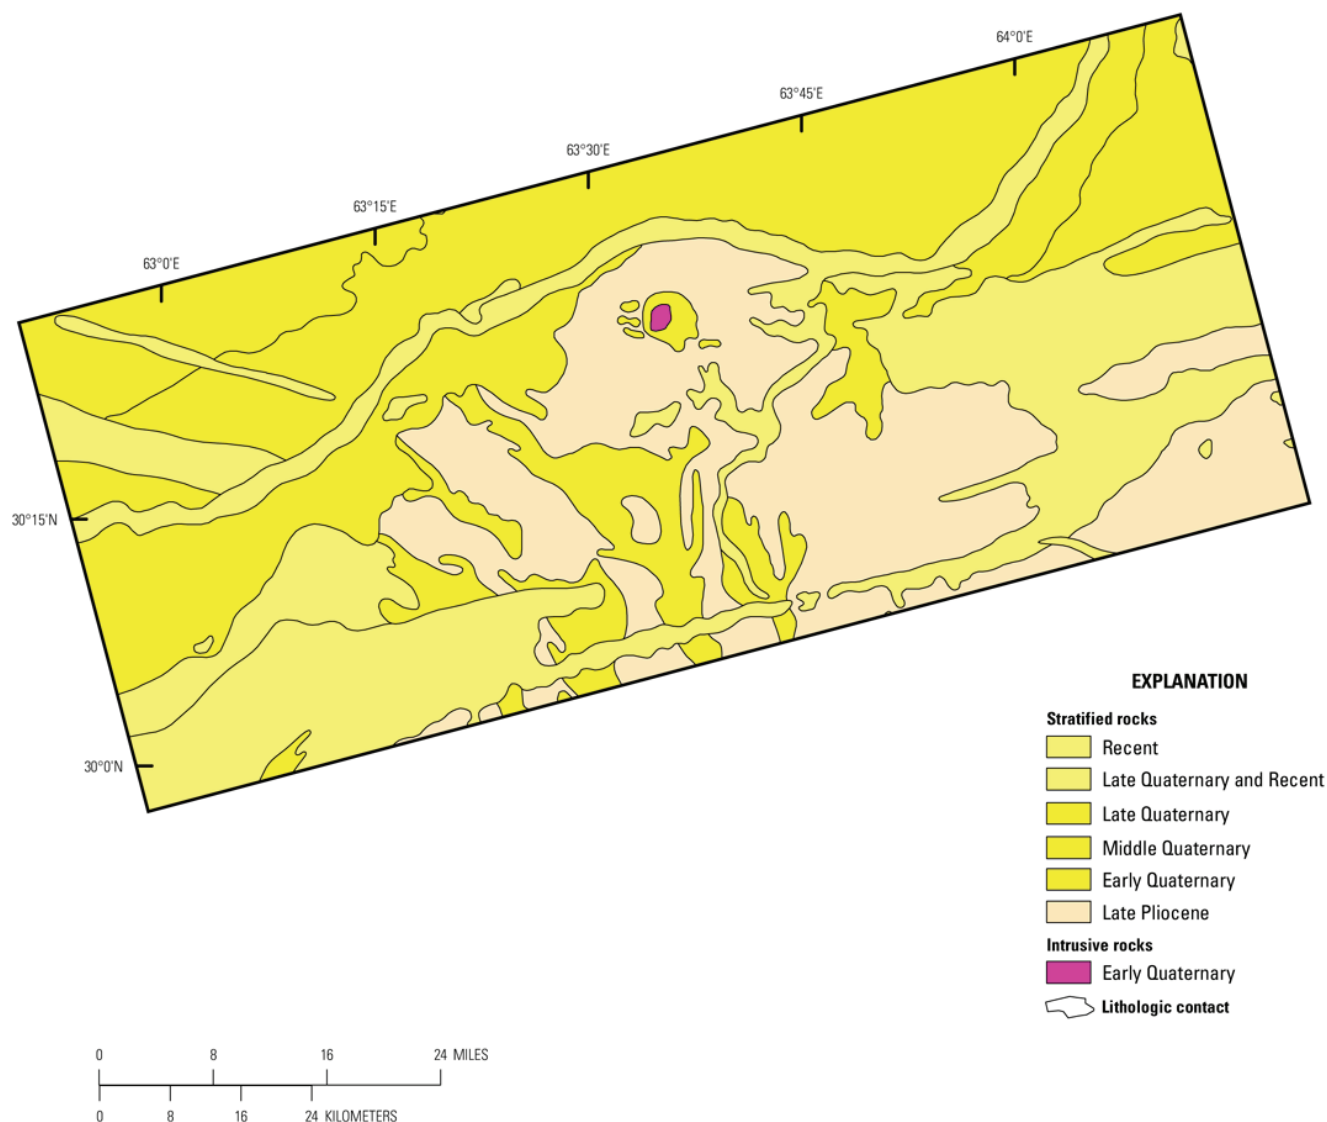 64°0'E
63°45'E
63°30'E
63°15'E
63°0'E
30°15'N
30°0'N
EXPLANATION
Stratified rocks
Recent
Late Quaternary and Recent
Late Quaternary
Middle Quaternary
Early Quaternary
Late Pliocene
Intrusive rocks
Early Quaternary
Lithologic contact
0 8 16 24 MILES
0 8 16 24 KILOMETERS